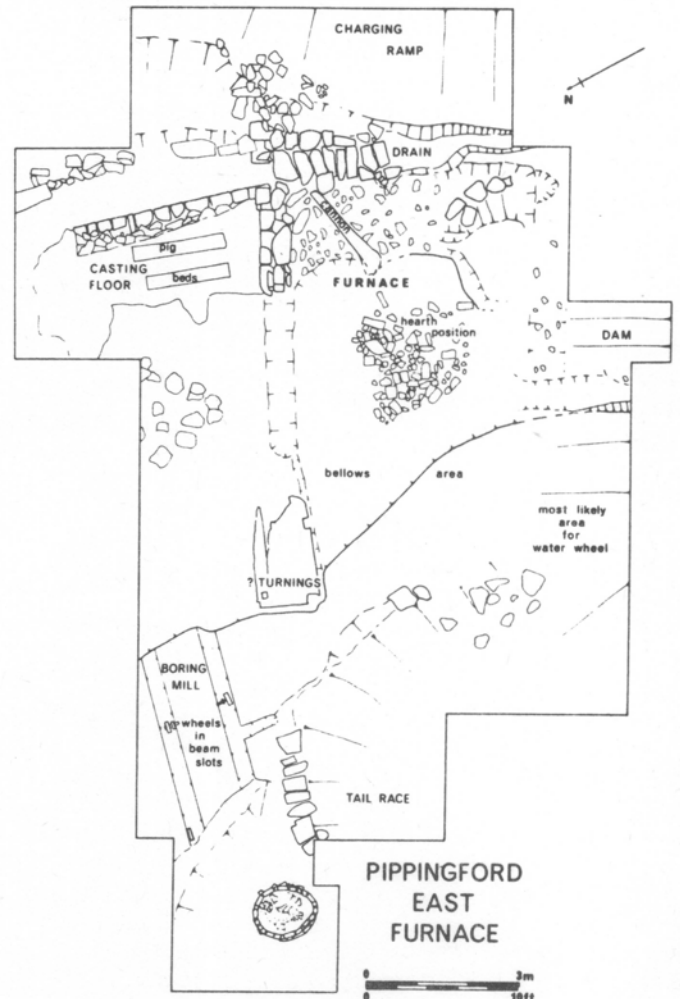 CHARGING
RAMP
N
DRAIN
cannon
pig
CASTING
FLOOR
beds
FURNACE
hearth
position
DAM
bellows area
most likely
area
for
water wheel
? TURNINGS
BORING
MILL
wheels
in
beam
slots
TAIL RACE
PIPPINGFORD
EAST
FURNACE
0 3m
0 10ft